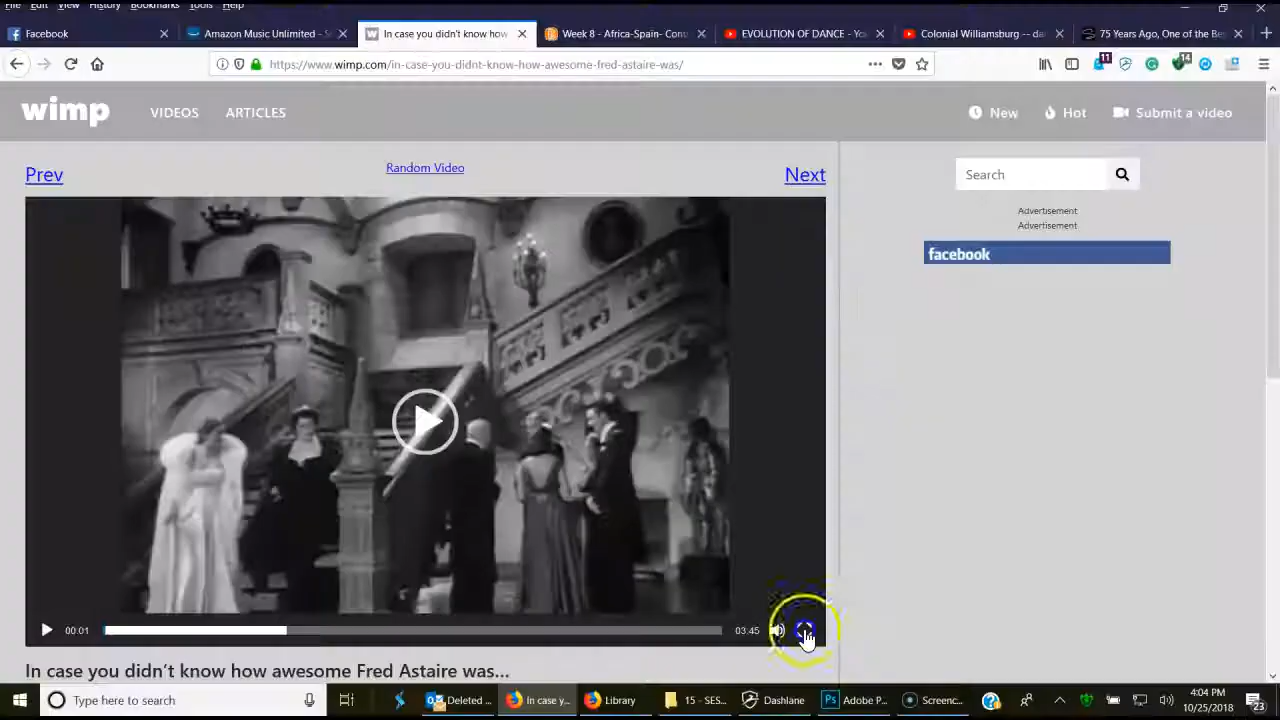 File Edit View History Bookmarks Tools Help
Facebook
Amazon Music Unlimited - S
In case you didn't know how
Week 8 - Africa-Spain- Conv
EVOLUTION OF DANCE - Yo
Colonial Williamsburg -- da
75 Years Ago, One of the Be
https://www.wimp.com/in-case-you-didnt-know-how-awesome-fred-astaire-was/
11
14
wimp
VIDEOS
ARTICLES
New
Hot
Submit a video
Prev
Random Video
Next
Search
Advertisement
Advertisement
facebook
00:01
03:45
In case you didn't know how awesome Fred Astaire was...
Type here to search
Deleted ...
In case y...
Library
15 - SES...
Dashlane
Adobe P...
Screenc...
4:04 PM
10/25/2018
23